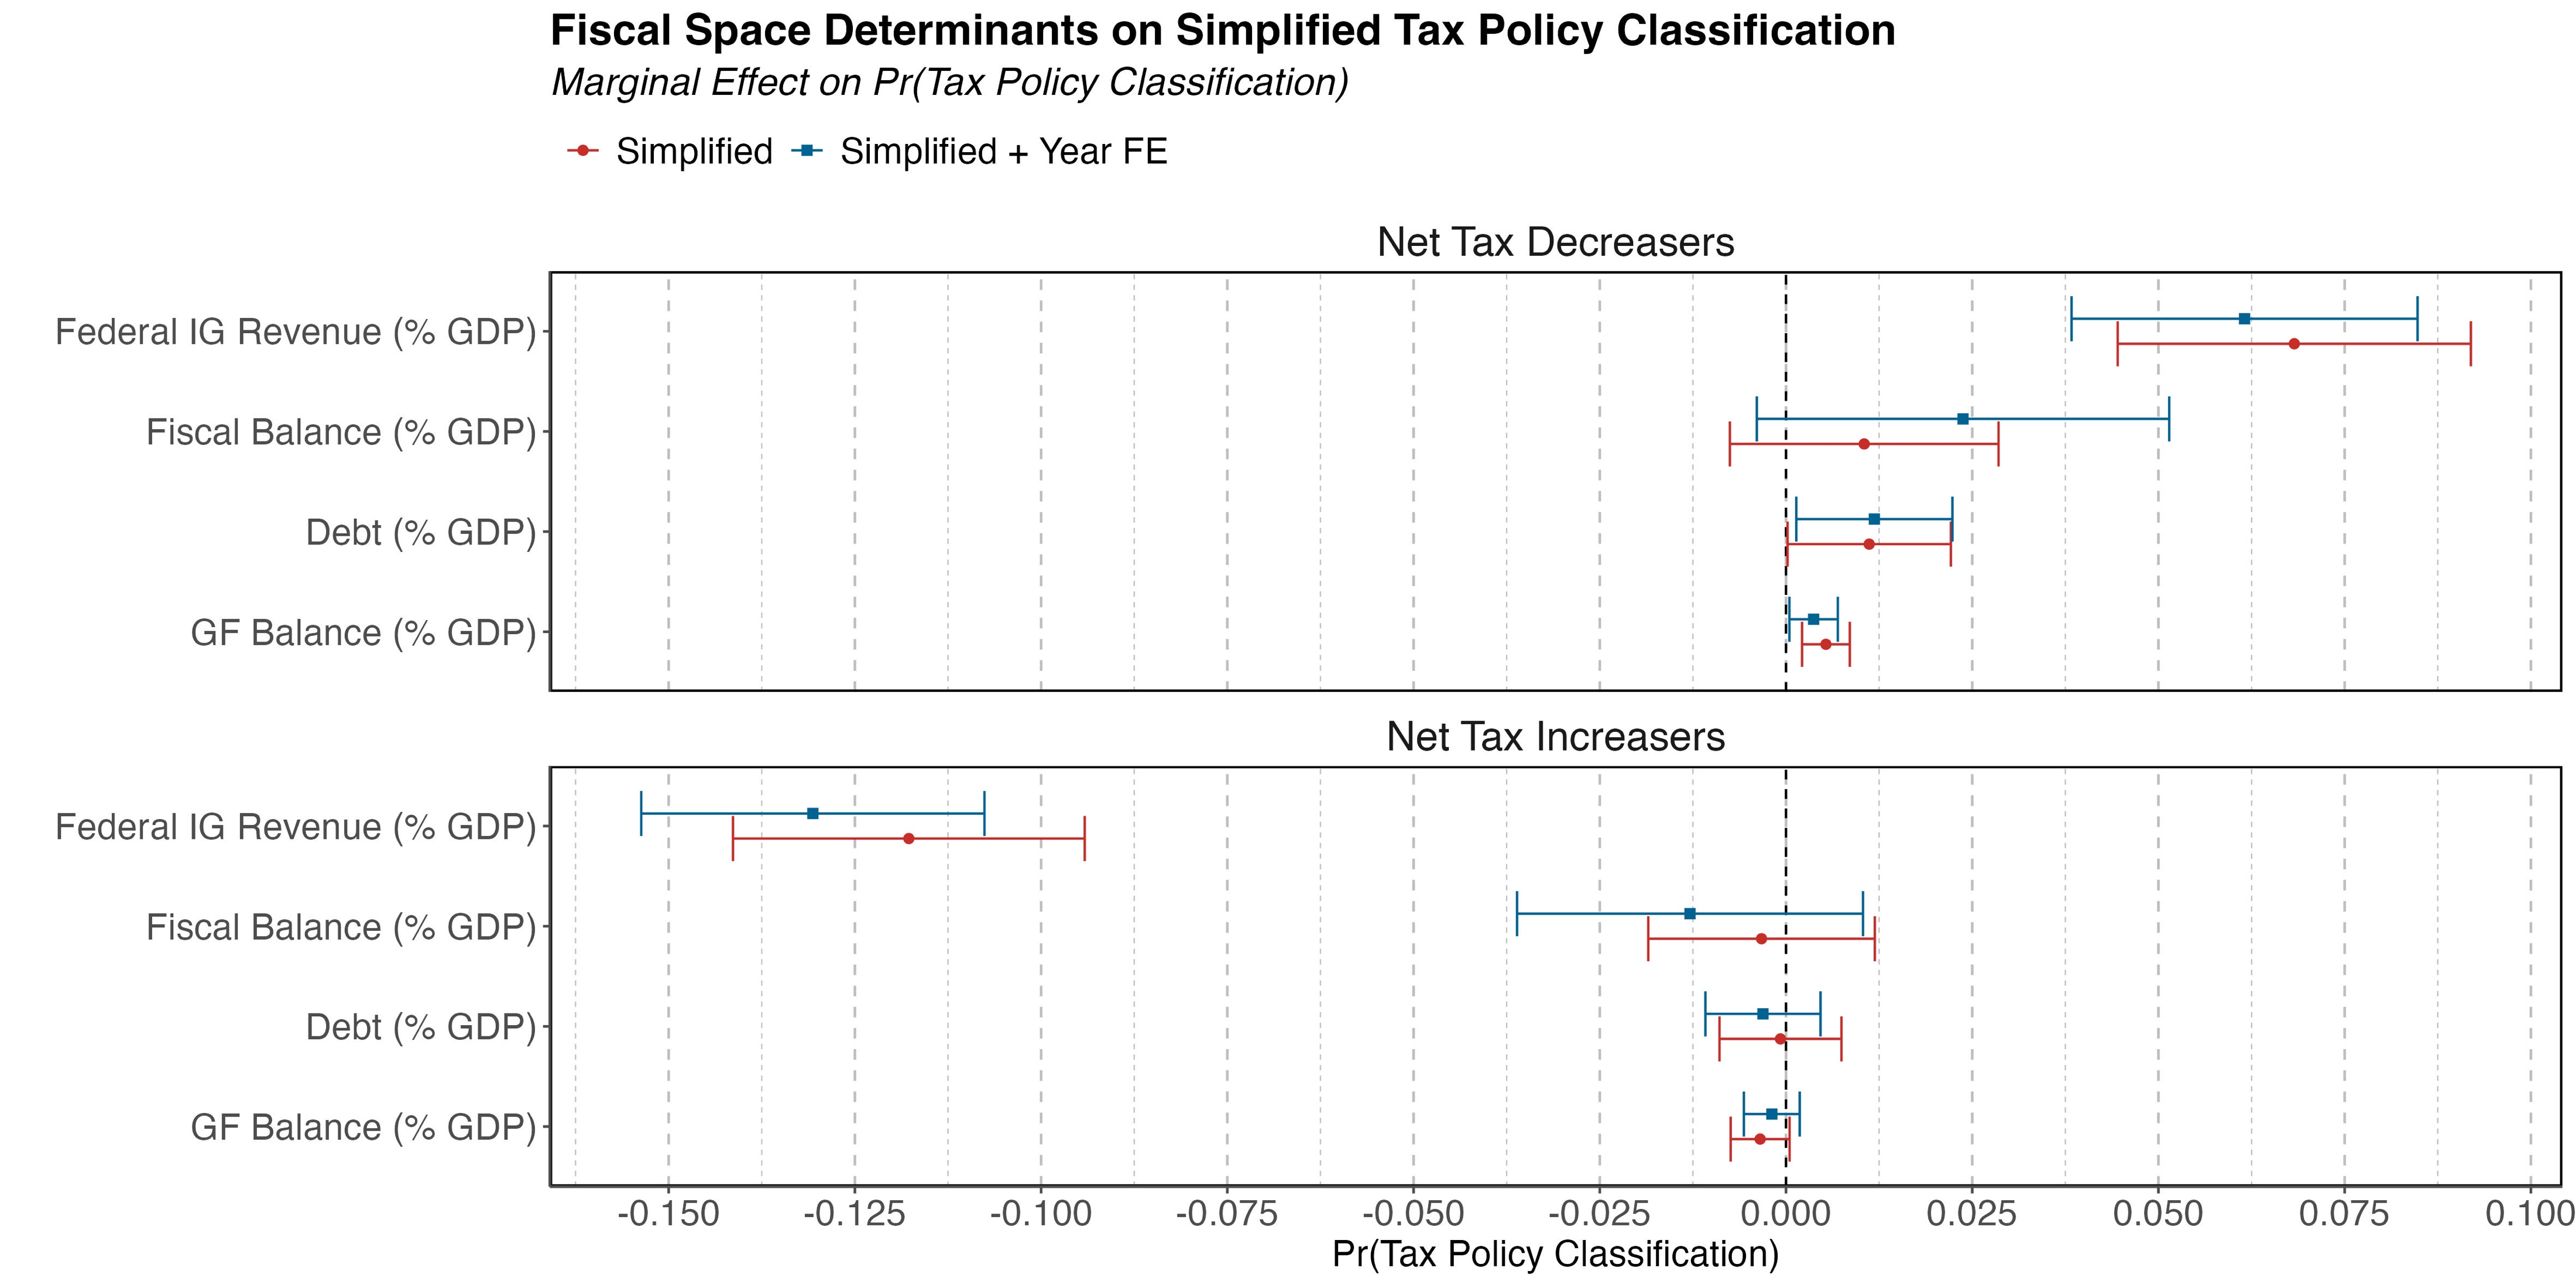 Fiscal Space Determinants on Simplified Tax Policy Classification
Marginal Effect on Pr(Tax Policy Classification)
Simplified Simplified + Year FE
Net Tax Decreasers
Federal IG Revenue (% GDP)
Fiscal Balance (% GDP)
Debt (% GDP)
GF Balance (% GDP)
Net Tax Increasers
Federal IG Revenue (% GDP)
Fiscal Balance (% GDP)
Debt (% GDP)
GF Balance (% GDP)
-0.150 -0.125 -0.100 -0.075 -0.050 -0.025 0.000 0.025 0.050 0.075 0.100
Pr(Tax Policy Classification)